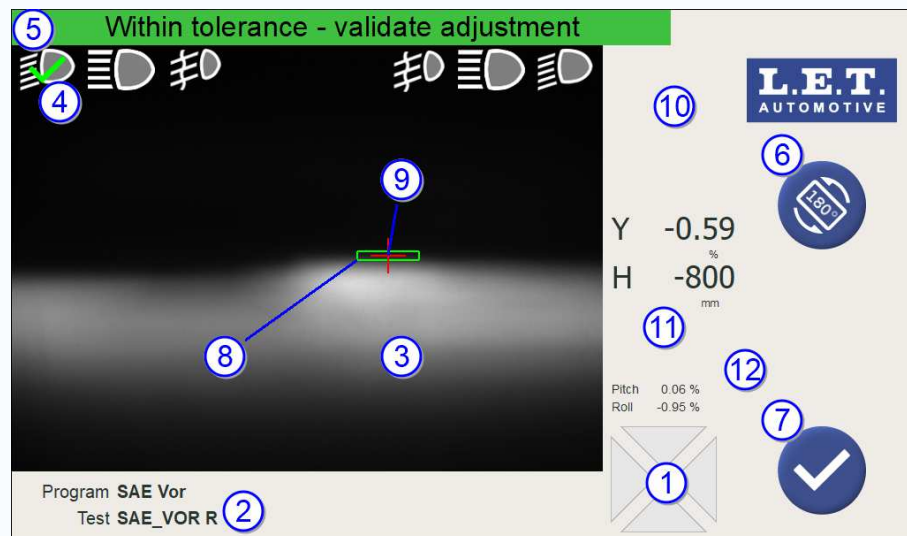 5
Within tolerance - validate adjustment
4
10
L.E.T.
AUTOMOTIVE
6
180°
9
Y -0.59
%
H -800
mm
8
3
11
12
Pitch 0.06 %
Roll -0.95 %
7
1
Program SAE Vor
Test SAE_VOR R
2